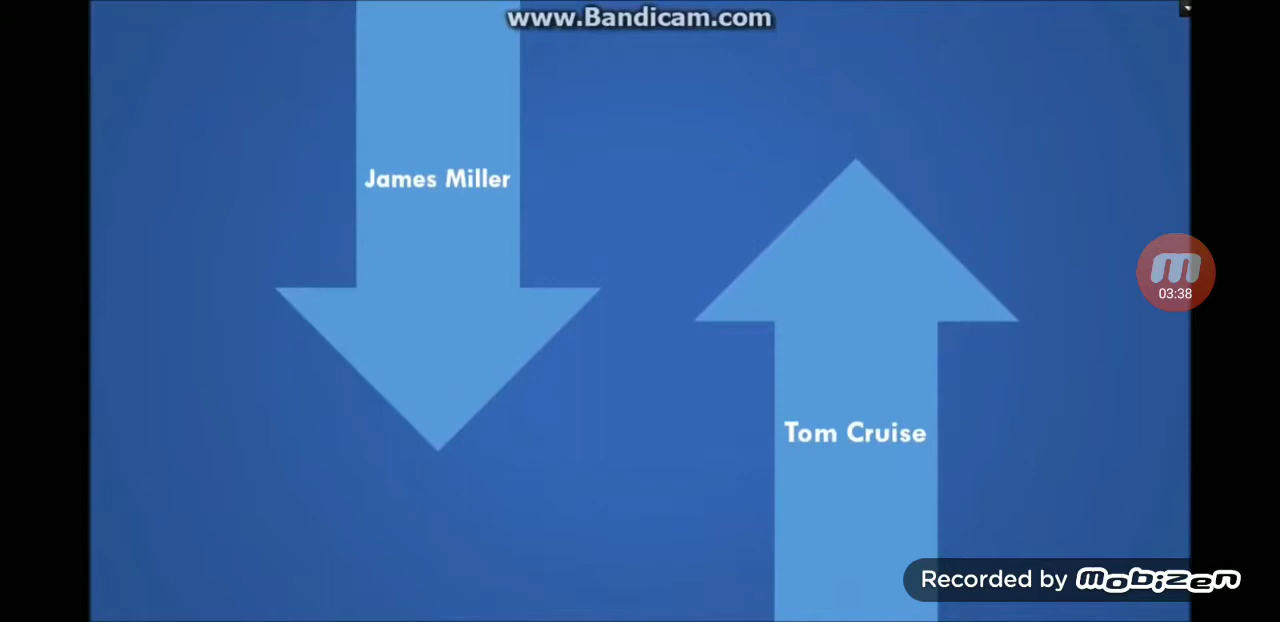 www.Bandicam.com
James Miller
03:38
Tom Cruise
Recorded by mobizen